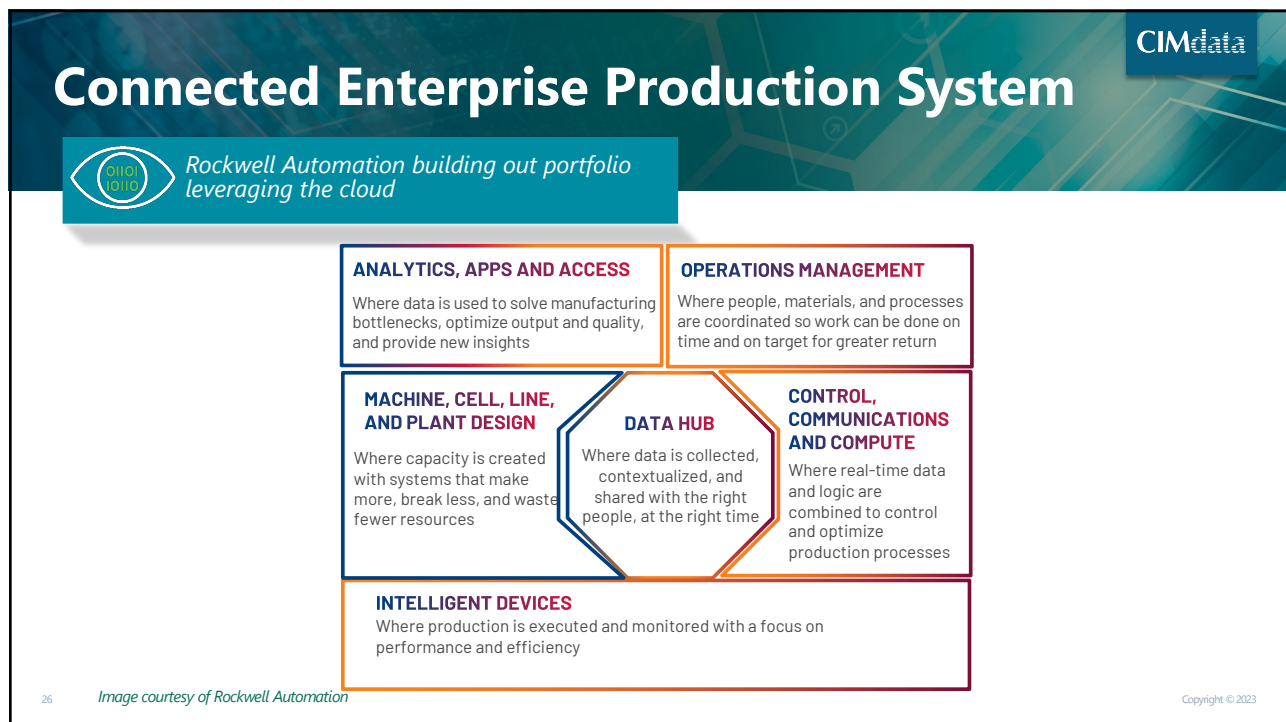 CIMdata
Connected Enterprise Production System
01101
10110
Rockwell Automation building out portfolio
leveraging the cloud
ANALYTICS, APPS AND ACCESS
Where data is used to solve manufacturing
bottlenecks, optimize output and quality,
and provide new insights
OPERATIONS MANAGEMENT
Where people, materials, and processes
are coordinated so work can be done on
time and on target for greater return
MACHINE, CELL, LINE,
AND PLANT DESIGN
Where capacity is created
with systems that make
more, break less, and waste
fewer resources
DATA HUB
Where data is collected,
contextualized, and
shared with the right
people, at the right time
CONTROL,
COMMUNICATIONS
AND COMPUTE
Where real-time data
and logic are
combined to control
and optimize
production processes
INTELLIGENT DEVICES
Where production is executed and monitored with a focus on
performance and efficiency
26
Image courtesy of Rockwell Automation
Copyright © 2023